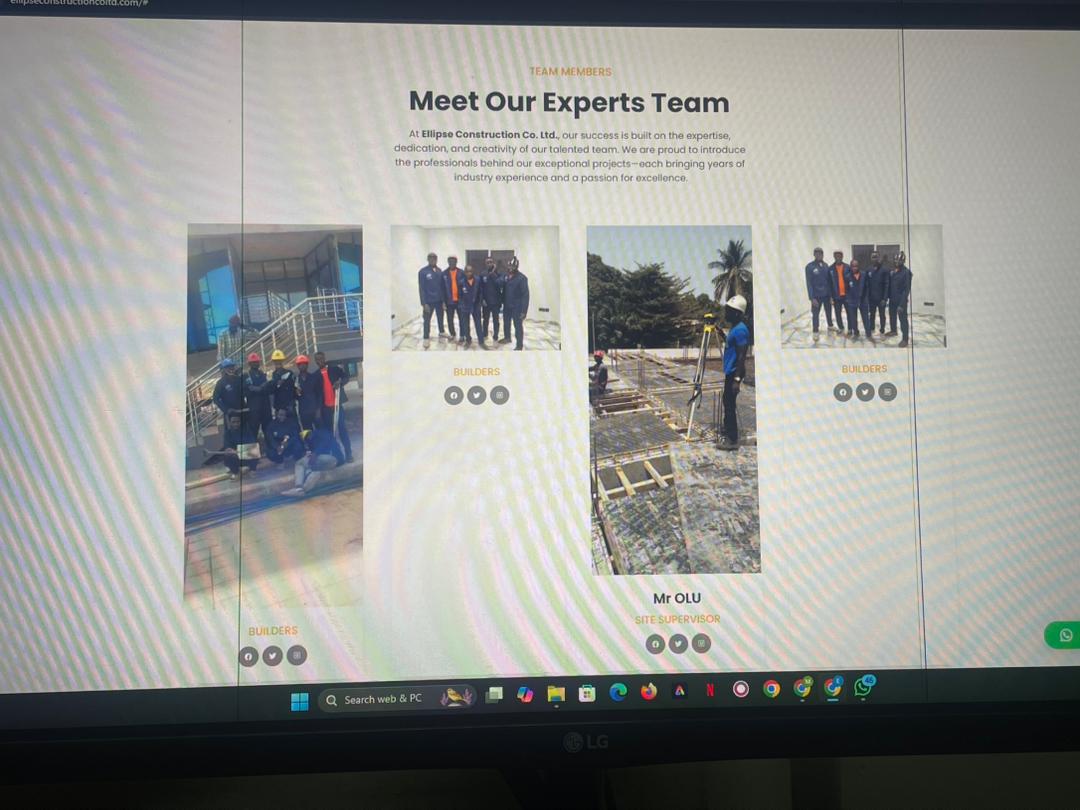 ellipseconstructioncoltd.com/#
TEAM MEMBERS
Meet Our Experts Team
At Ellipse Construction Co. Ltd., our success is built on the expertise,
dedication, and creativity of our talented team. We are proud to introduce
the professionals behind our exceptional projects—each bringing years of
industry experience and a passion for excellence.
BUILDERS
BUILDERS
Mr OLU
SITE SUPERVISOR
BUILDERS
Search web & PC
N
M
E
46
LG